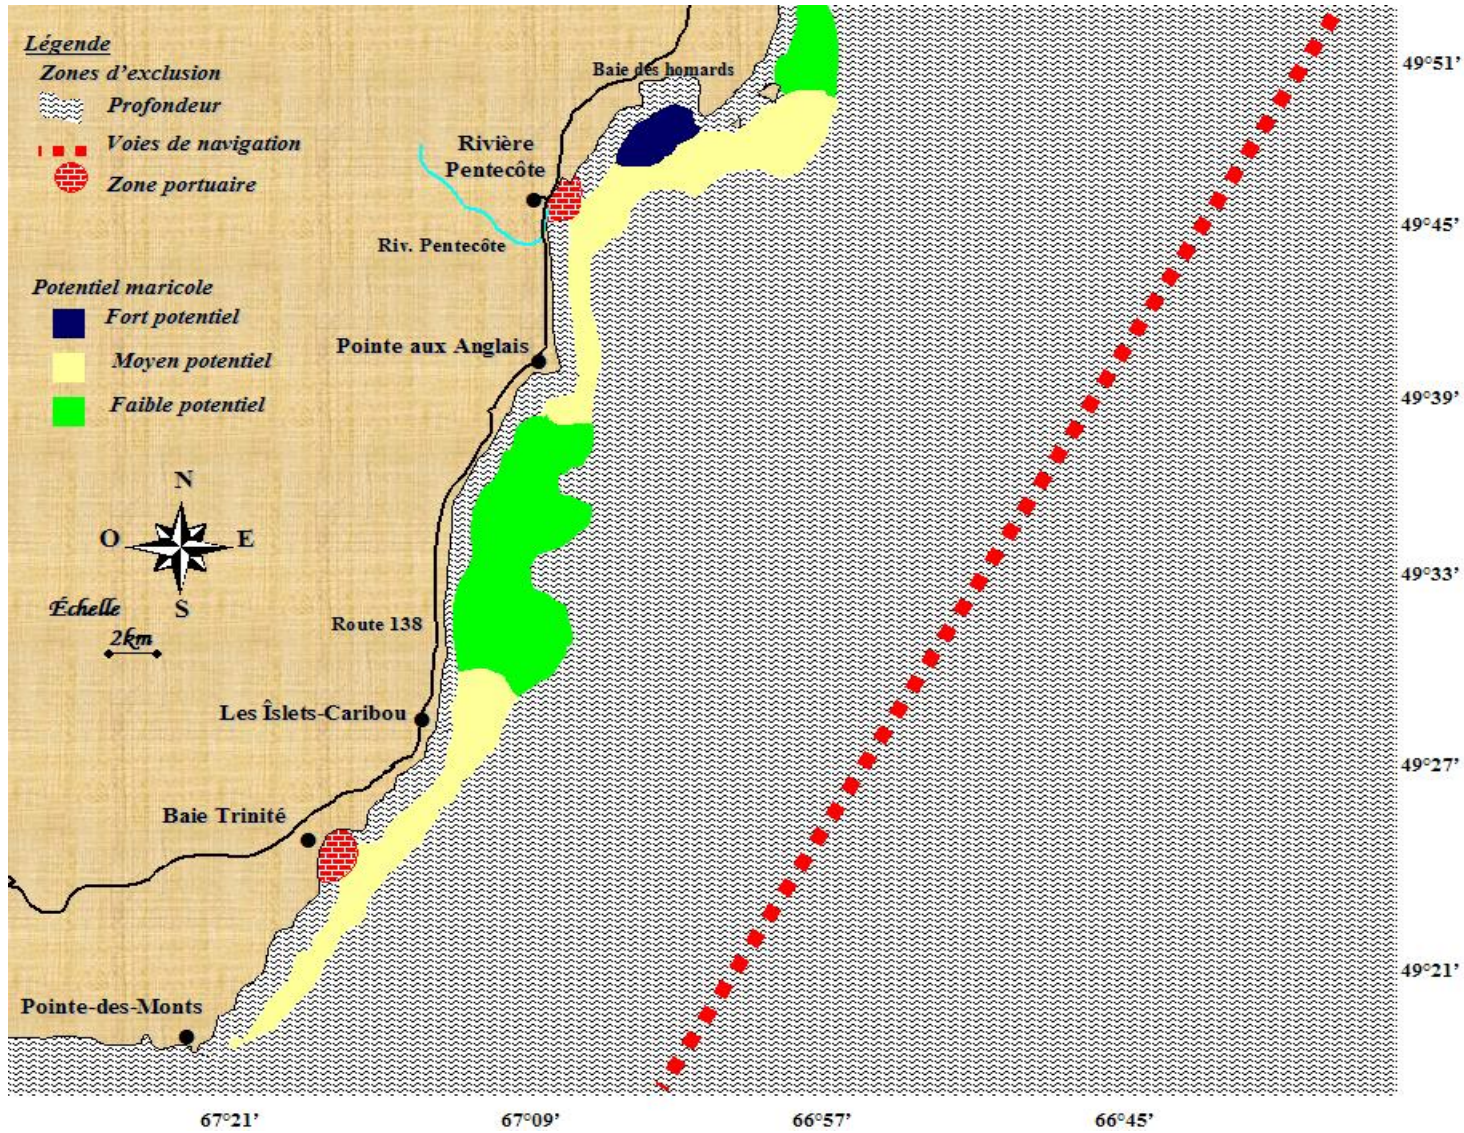 Légende
Zones d'exclusion
Profondeur
Voies de navigation
Zone portuaire
Potentiel maricole
Fort potentiel
Moyen potentiel
Faible potentiel
N
O
E
S
Échelle
2km
Baie des homards
Rivière
Pentecôte
Riv. Pentecôte
Pointe aux Anglais
Route 138
Les Îslets-Caribou
Baie Trinité
Pointe-des-Monts
49°51'
49°45'
49°39'
49°33'
49°27'
49°21'
67°21'
67°09'
66°57'
66°45'